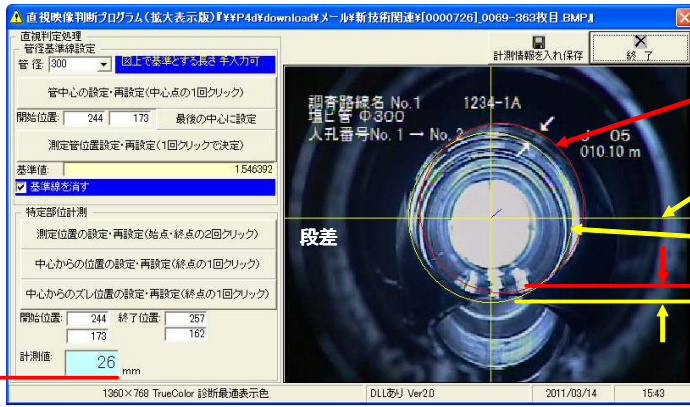 直視映像判断プログラム(拡大表示版)『¥¥P4d¥download¥メール¥新技術関連¥[0000726]_0069-363枚目.BMP』
直視判定処理
管径基準線設定
管 径: 300
図上で基準とする長さ 手入力可
計測情報を入れ保存
終 了
管中心の設定・再設定(中心点の1回クリック)
開始位置: 244 173 最後の中心に設定
測定管位置設定・再設定(1回クリックで決定)
基準値: 1.546392
基準線を消す
特定部位計測
測定位置の設定・再設定(始点・終点の2回クリック)
中心からの位置の設定・再設定(終点の1回クリック)
中心からのズレ位置の設定・再設定(終点の1回クリック)
開始位置: 244 終了位置: 257
173 162
計測値: 26 mm
調査路線名 No.1 1234-1A
塩ビ管 Φ300
人孔番号No. 1 → No. 2 05
010.10 m
段差
1360×768 TrueColor 診断最適表示色
DLLあり Ver2.0
2011/03/14
15:43